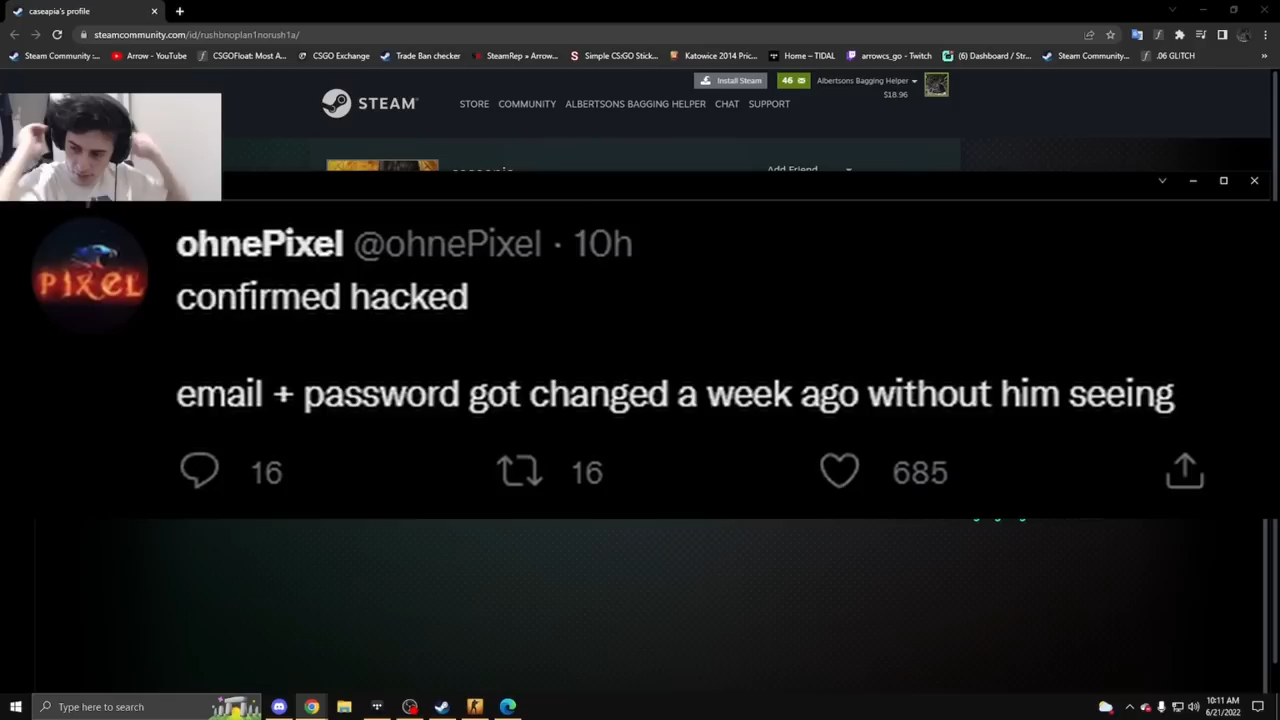 caseapia's profile
steamcommunity.com/id/rushbnoplan1norush1a/
Steam Community:... Arrow - YouTube CSGOFloat: Most A... CSGO Exchange Trade Ban checker SteamRep » Arrow... Simple CS:GO Stick... Katowice 2014 Pric... Home – TIDAL arrowcs_go - Twitch (6) Dashboard / Str... Steam Community... .06 GLITCH »
Install Steam 46 Albertsons Bagging Helper
$18.96
STEAM STORE COMMUNITY ALBERTSONS BAGGING HELPER CHAT SUPPORT
caseapia Add Friend
ohnePixel @ohnePixel · 10h
PIXEL
confirmed hacked
email + password got changed a week ago without him seeing
16 16 685
Type here to search
10:11 AM
6/21/2022